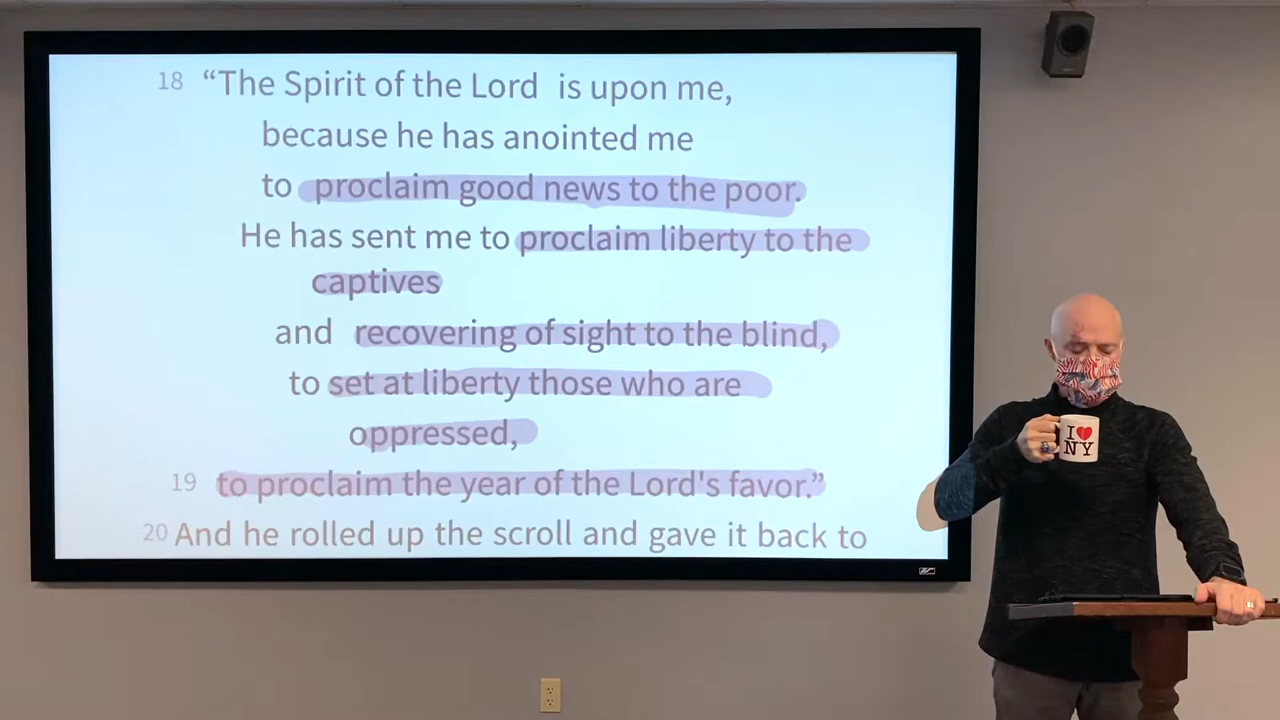 18 “The Spirit of the Lord is upon me,
because he has anointed me
to proclaim good news to the poor.
He has sent me to proclaim liberty to the
captives
and recovering of sight to the blind,
to set at liberty those who are
oppressed,
19 to proclaim the year of the Lord's favor.”
20 And he rolled up the scroll and gave it back to
I ♥
NY